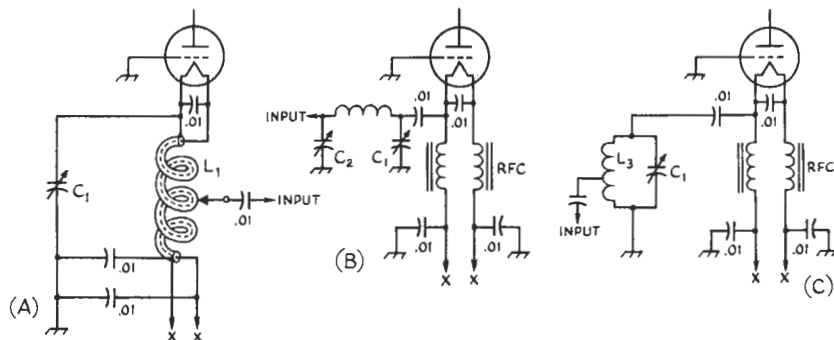 .01
C1
L1
.01
INPUT
.01
.01
(A)
X X
INPUT
.01
.01
C2
C1
RFC
.01
.01
(B)
X X
.01
.01
L3
C1
RFC
INPUT
.01
.01
(C)
X X